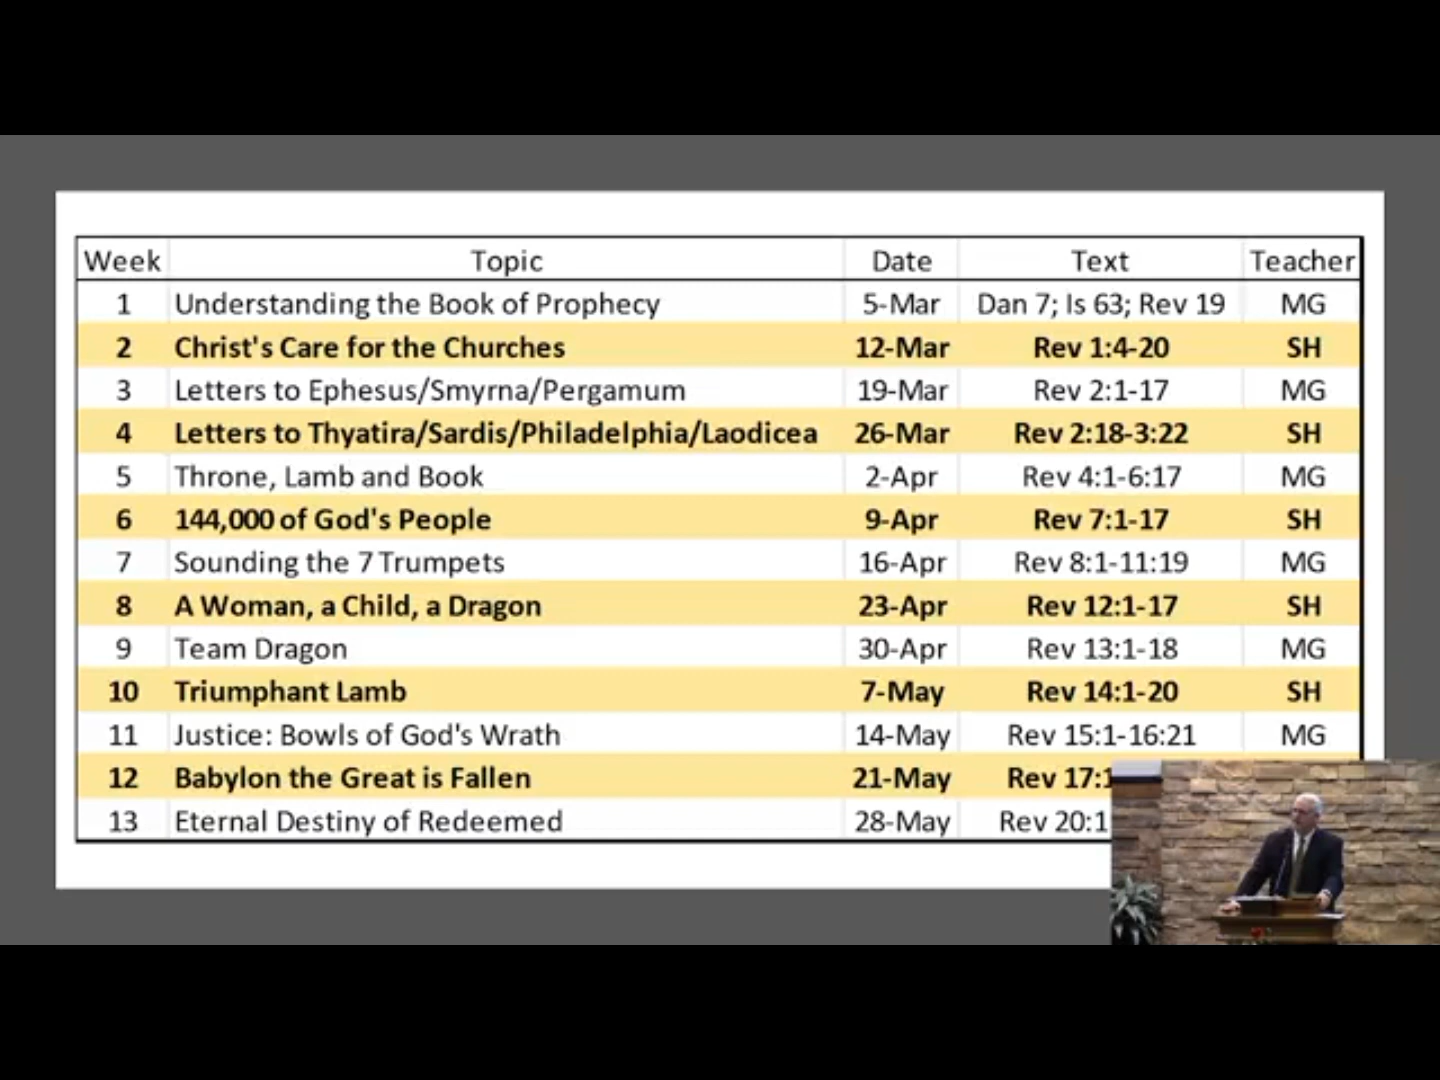 Week Topic Date Text Teacher
1 Understanding the Book of Prophecy 5-Mar Dan 7; Is 63; Rev 19 MG
2 Christ's Care for the Churches 12-Mar Rev 1:4-20 SH
3 Letters to Ephesus/Smyrna/Pergamum 19-Mar Rev 2:1-17 MG
4 Letters to Thyatira/Sardis/Philadelphia/Laodicea 26-Mar Rev 2:18-3:22 SH
5 Throne, Lamb and Book 2-Apr Rev 4:1-6:17 MG
6 144,000 of God's People 9-Apr Rev 7:1-17 SH
7 Sounding the 7 Trumpets 16-Apr Rev 8:1-11:19 MG
8 A Woman, a Child, a Dragon 23-Apr Rev 12:1-17 SH
9 Team Dragon 30-Apr Rev 13:1-18 MG
10 Triumphant Lamb 7-May Rev 14:1-20 SH
11 Justice: Bowls of God's Wrath 14-May Rev 15:1-16:21 MG
12 Babylon the Great is Fallen 21-May Rev 17:1
13 Eternal Destiny of Redeemed 28-May Rev 20:1